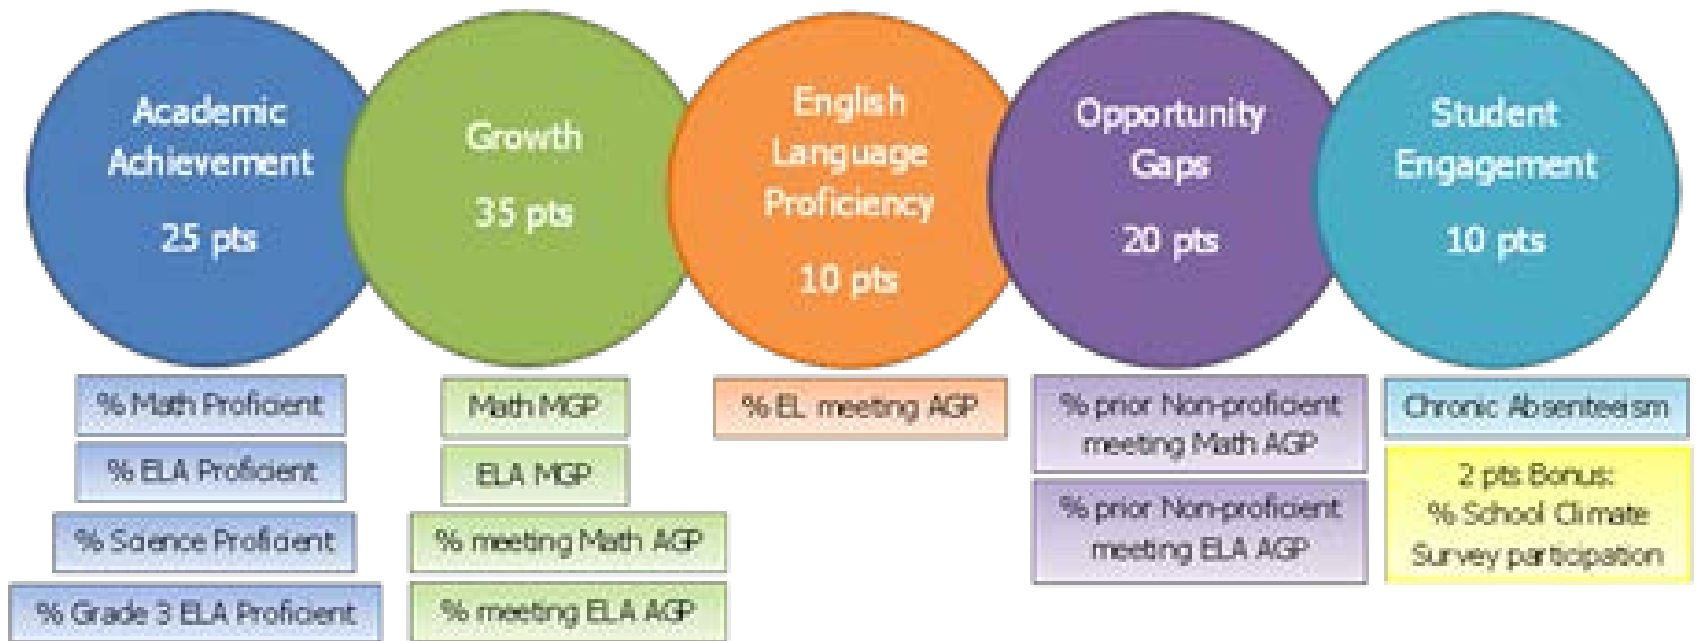 Academic
Achievement
25 pts
% Math Proficient
% ELA Proficient
% Science Proficient
% Grade 3 ELA Proficient
Growth
35 pts
Math MGP
ELA MGP
% meeting Math AGP
% meeting ELA AGP
English
Language
Proficiency
10 pts
% EL meeting AGP
Opportunity
Gaps
20 pts
% prior Non-proficient
meeting Math AGP
% prior Non-proficient
meeting ELA AGP
Student
Engagement
10 pts
Chronic Absenteeism
2 pts Bonus:
% School Climate
Survey participation